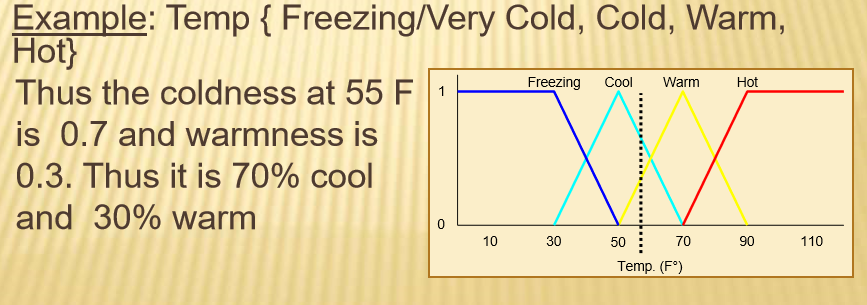 Example: Temp { Freezing/Very Cold, Cold, Warm,
Hot}
Thus the coldness at 55 F
is 0.7 and warmness is
0.3. Thus it is 70% cool
and 30% warm
Freezing Cool Warm Hot
1
0
10 30 50 70 90 110
Temp. (F°)